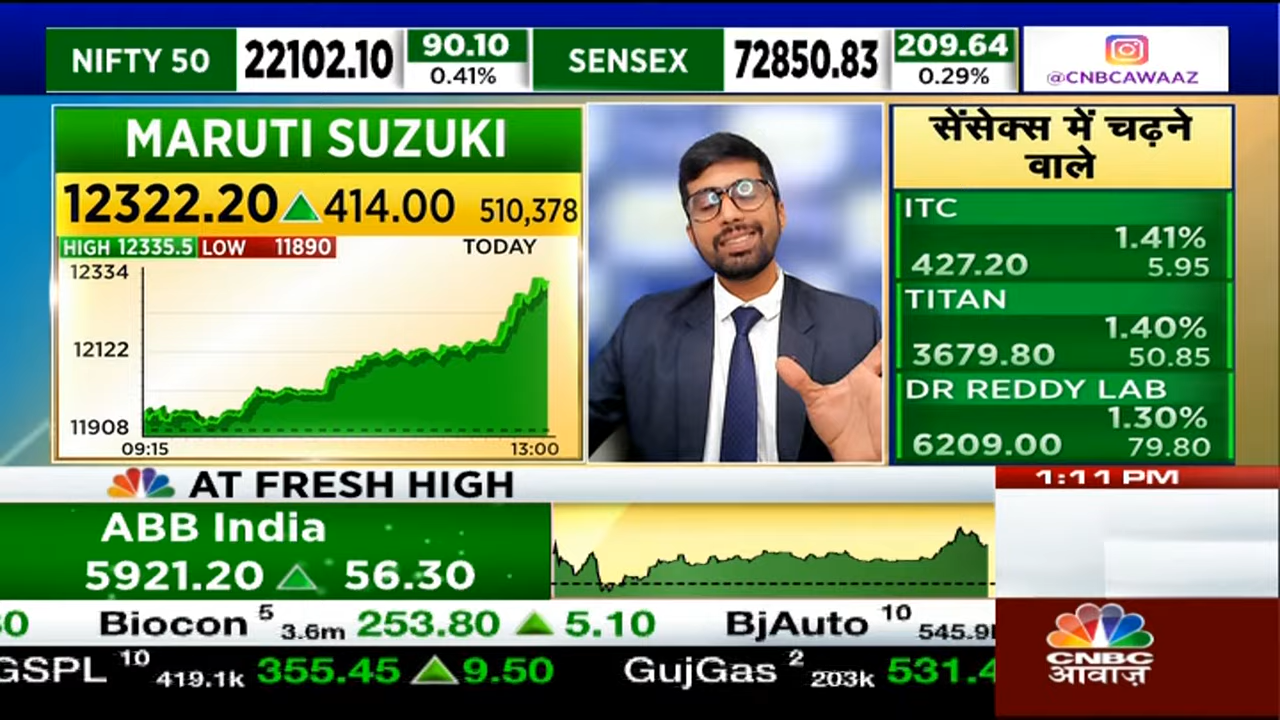 NIFTY 50 22102.10 90.10 0.41% SENSEX 72850.83 209.64 0.29%
@CNBCAWAAZ
MARUTI SUZUKI
12322.20 414.00 510,378
HIGH 12335.5 LOW 11890 TODAY
12334
12122
11908
09:15 13:00
सेंसेक्स में चढ़ने
वाले
ITC
1.41%
427.20 5.95
TITAN
1.40%
3679.80 50.85
DR REDDY LAB
1.30%
6209.00 79.80
AT FRESH HIGH
1:11 PM
ABB India
5921.20 56.30
Biocon 5 3.6m 253.80 5.10 BjAuto 10
GSPL 10 419.1k 355.45 9.50 GujGas 2 203k 531.4
CNBC
आवाज़